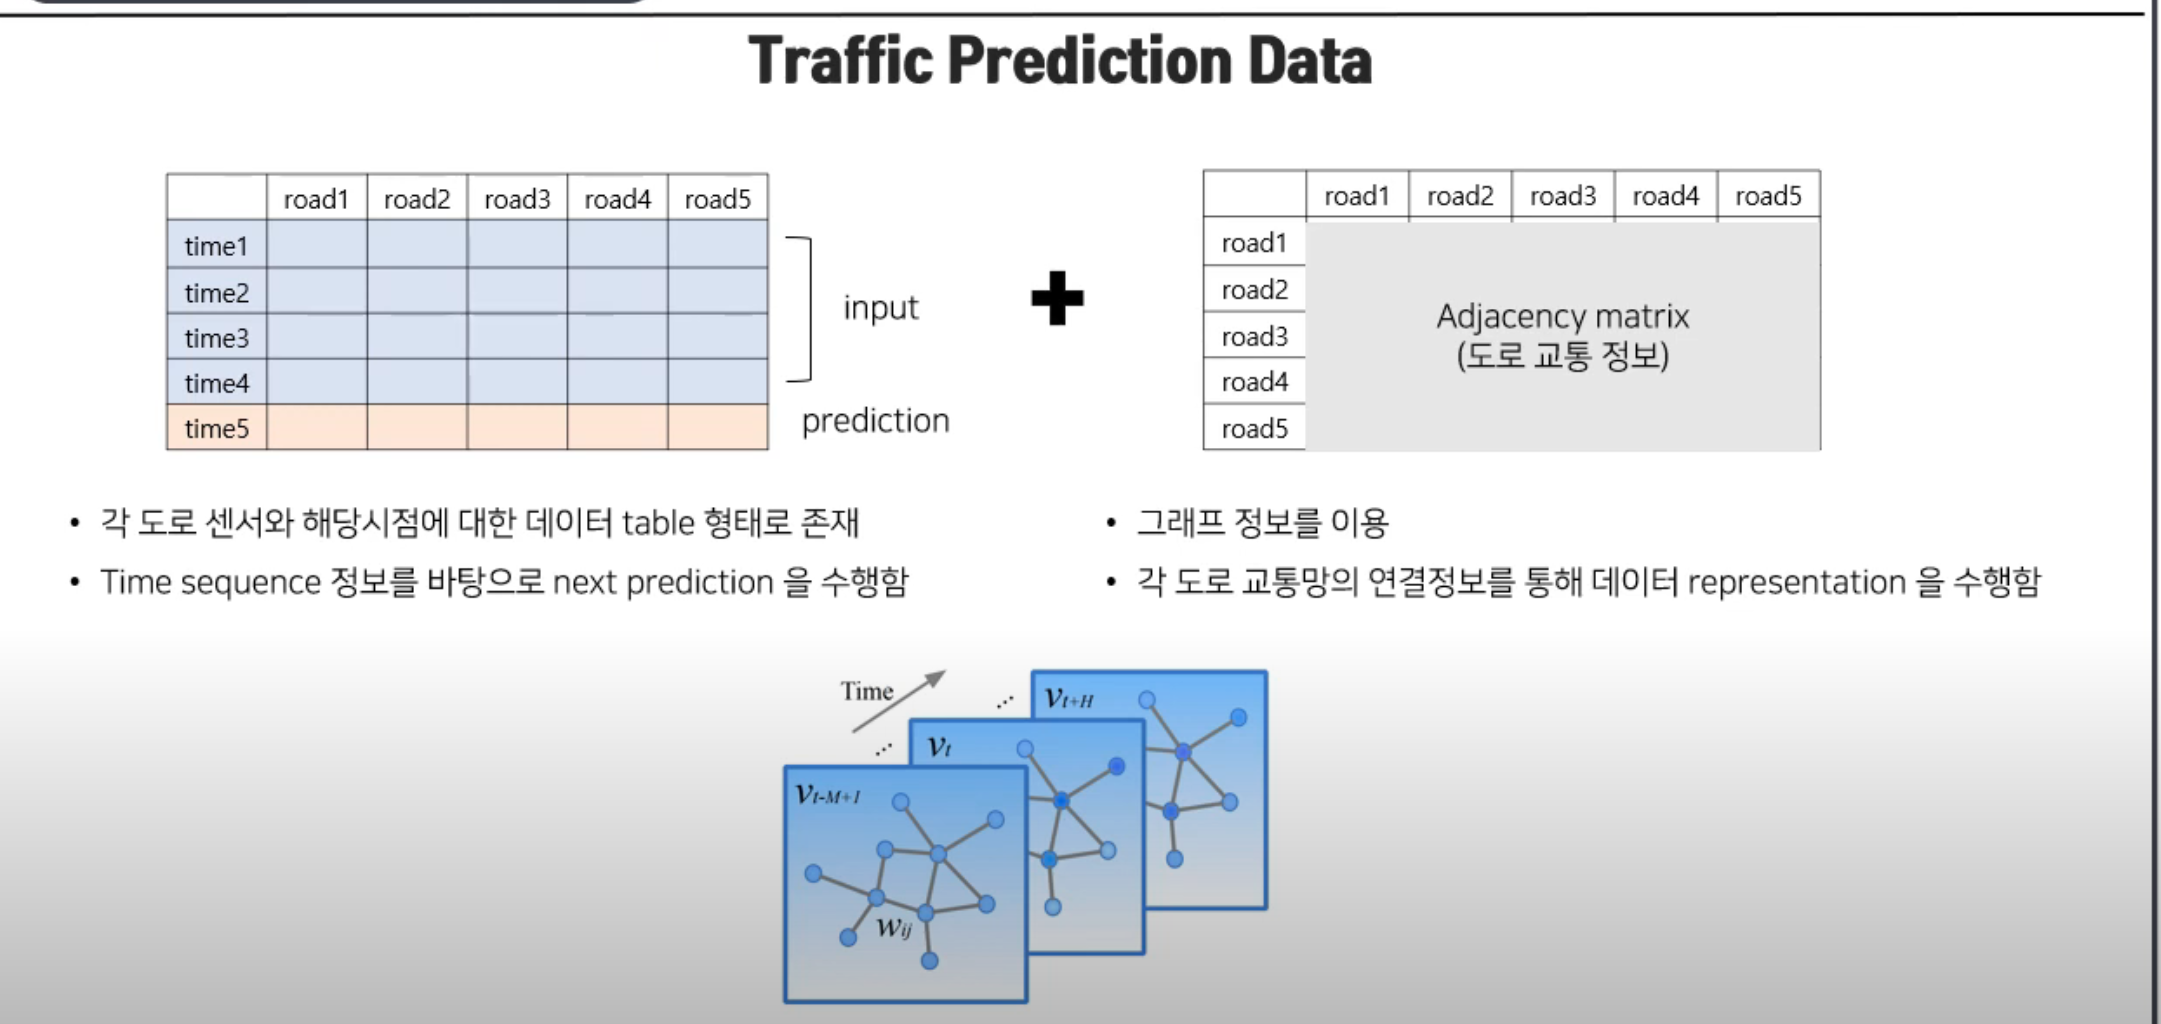 Traffic Prediction Data
road1 road2 road3 road4 road5
time1
time2
time3
time4
time5
input
prediction
road1 road2 road3 road4 road5
road1
road2
road3
road4
road5
Adjacency matrix
(도로 교통 정보)
• 각 도로 센서와 해당시점에 대한 데이터 table 형태로 존재
• Time sequence 정보를 바탕으로 next prediction 을 수행함
• 그래프 정보를 이용
• 각 도로 교통망의 연결정보를 통해 데이터 representation 을 수행함
Time
Vt+H
Vt
Vt-M+1
Wij